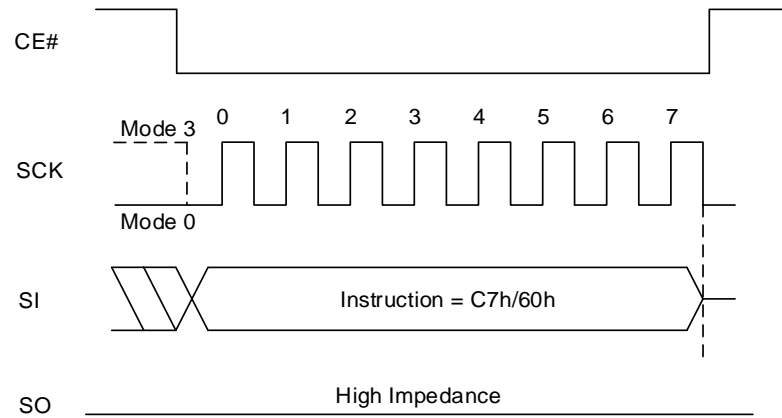 CE#
0 1 2 3 4 5 6 7
Mode 3
SCK
Mode 0
SI
Instruction = C7h/60h
High Impedance
SO